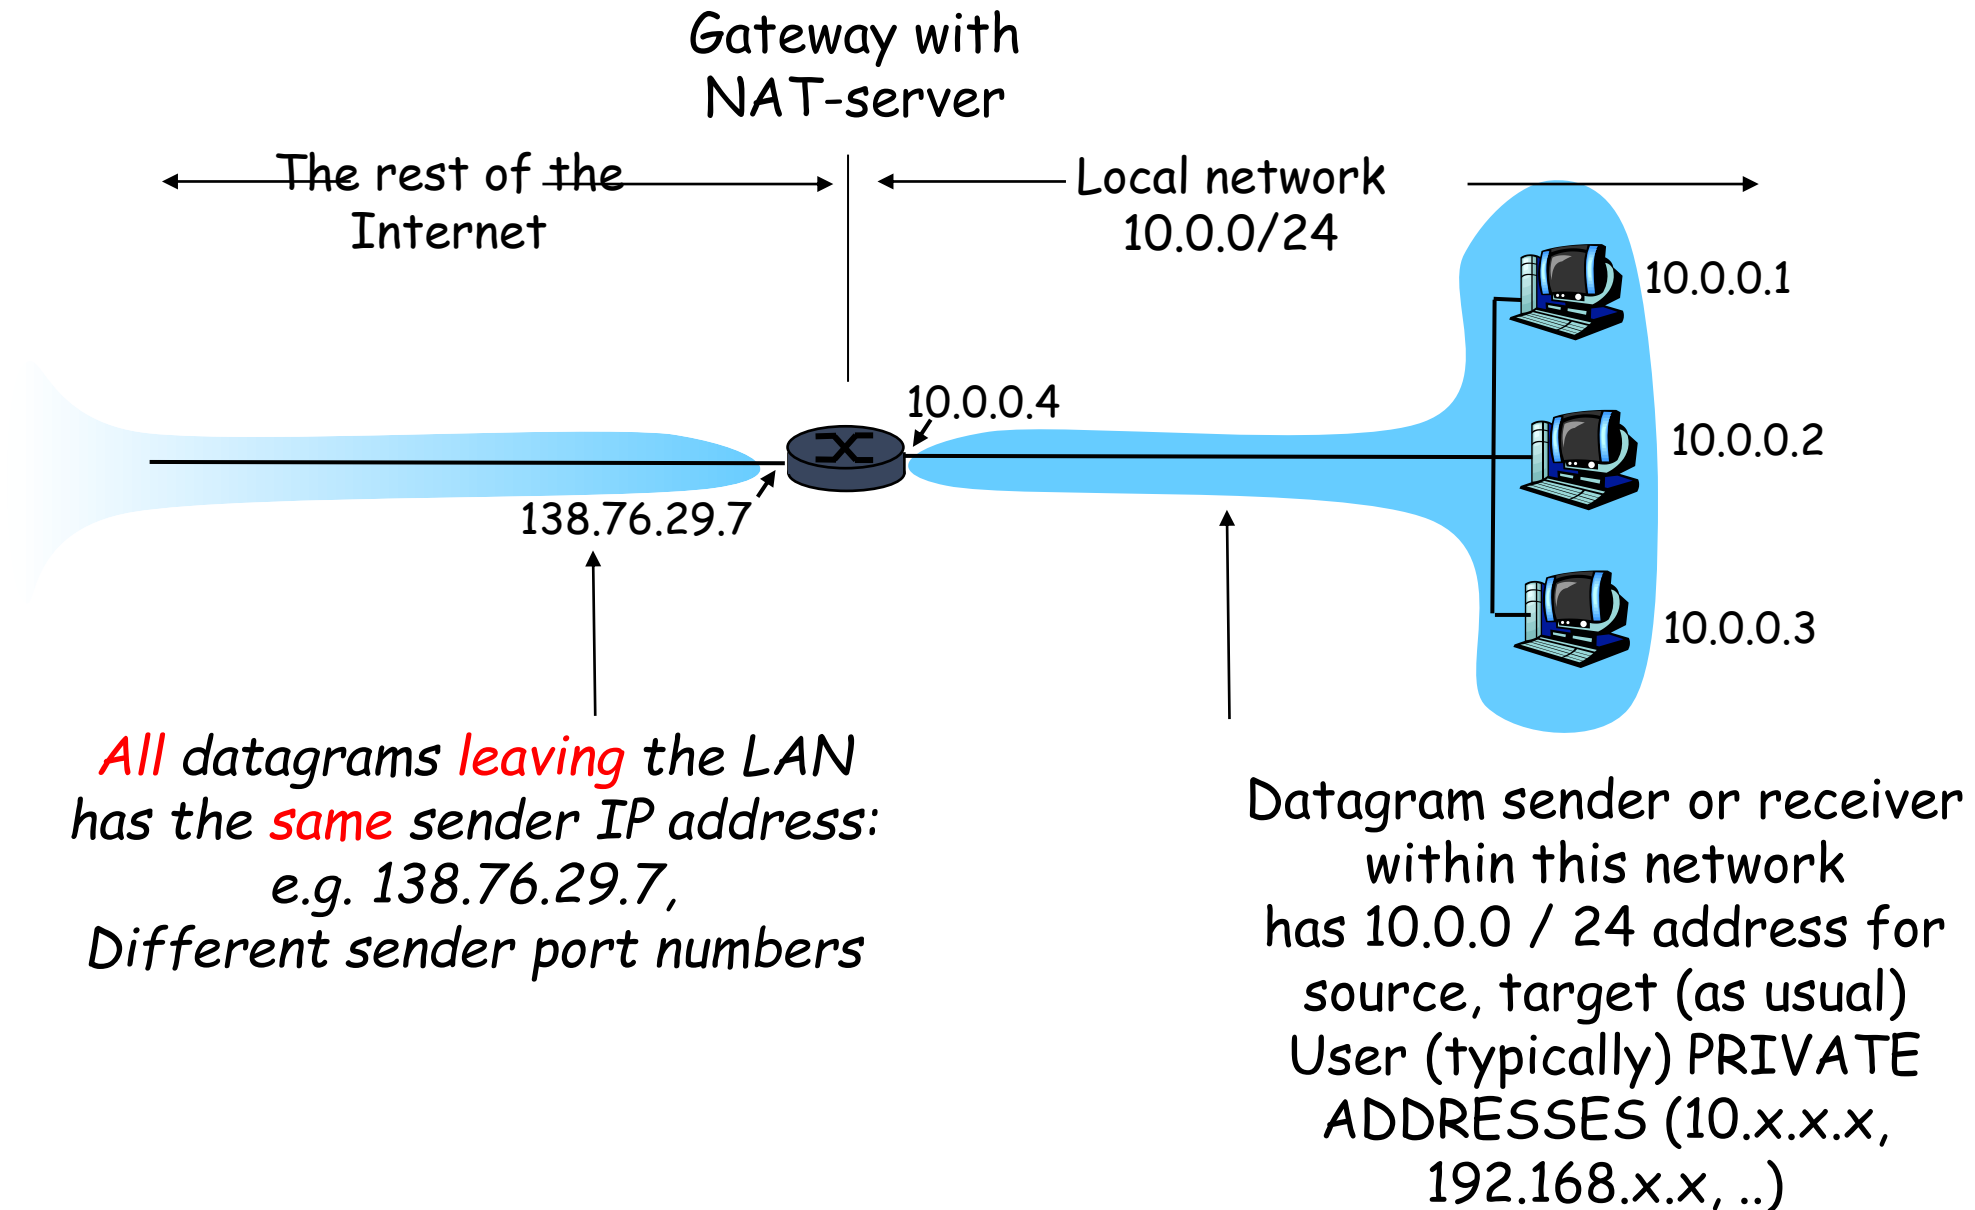 Gateway with
NAT-server
The rest of the
Internet
Local network
10.0.0/24
10.0.0.1
10.0.0.4
10.0.0.2
138.76.29.7
10.0.0.3
All datagrams leaving the LAN
has the same sender IP address:
e.g. 138.76.29.7,
Different sender port numbers
Datagram sender or receiver
within this network
has 10.0.0 / 24 address for
source, target (as usual)
User (typically) PRIVATE
ADDRESSES (10.x.x.x,
192.168.x.x, ..)